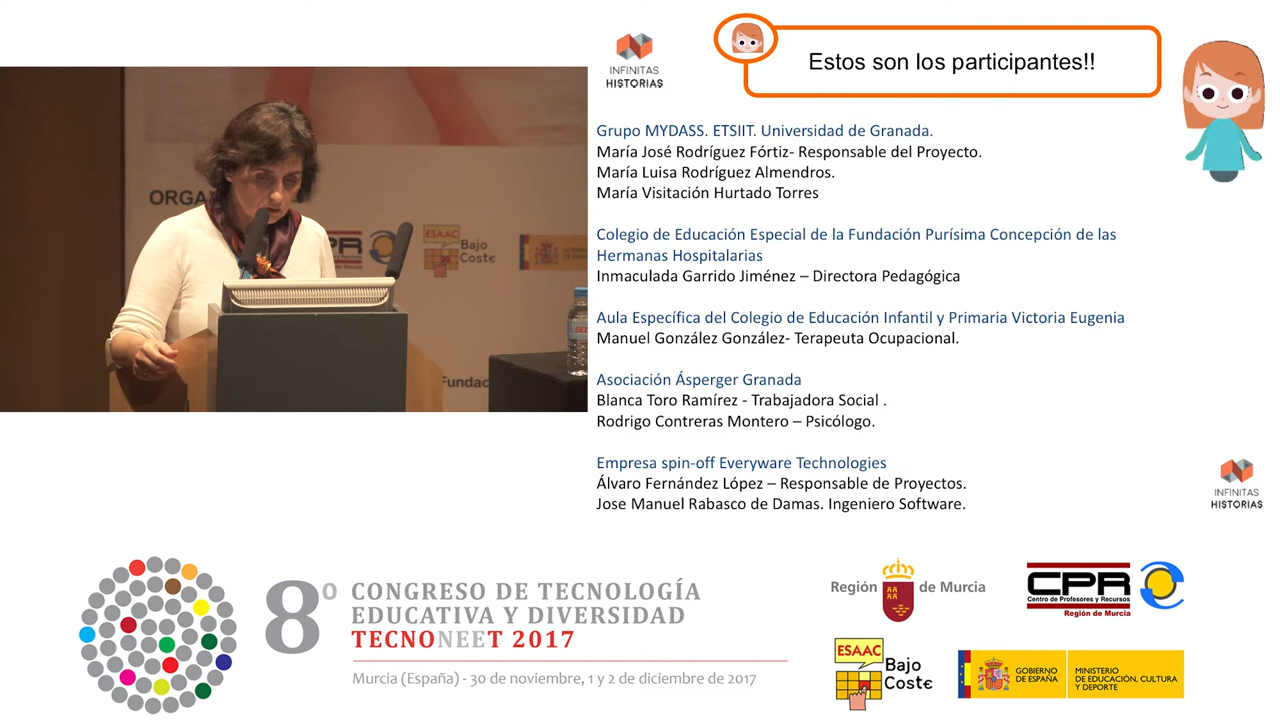 INFINITAS
HISTORIAS
Estos son los participantes!!
Grupo MYDASS. ETSIIT. Universidad de Granada.
María José Rodríguez Fórtiz- Responsable del Proyecto.
María Luisa Rodríguez Almendros.
María Visitación Hurtado Torres
Colegio de Educación Especial de la Fundación Purísima Concepción de las
Hermanas Hospitalarias
Inmaculada Garrido Jiménez – Directora Pedagógica
Aula Específica del Colegio de Educación Infantil y Primaria Victoria Eugenia
Manuel González González- Terapeuta Ocupacional.
Asociación Ásperger Granada
Blanca Toro Ramírez - Trabajadora Social .
Rodrigo Contreras Montero – Psicólogo.
Empresa spin-off Everyware Technologies
Álvaro Fernández López – Responsable de Proyectos.
Jose Manuel Rabasco de Damas. Ingeniero Software.
INFINITAS
HISTORIAS
ORGA
PR
ESAAC
Bajo
Coste
Fundac
8º CONGRESO DE TECNOLOGÍA
EDUCATIVA Y DIVERSIDAD
TECNONEET 2017
Murcia (España) - 30 de noviembre, 1 y 2 de diciembre de 2017
Región de Murcia
CPR
Centro de Profesores y Recursos
Región de Murcia
ESAAC
Bajo
Coste
GOBIERNO
DE ESPAÑA
MINISTERIO
DE EDUCACIÓN, CULTURA
Y DEPORTE